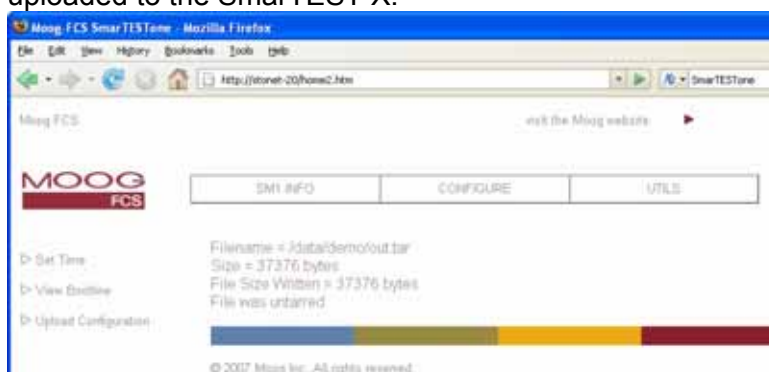 uploaded to the SmarTEST-X.
Moog-FCS SmarTESTone - Mozilla Firefox
File Edit View History Bookmarks Tools Help
http://stonet-20/home2.htm
SmarTESTone
Moog FCS
visit the Moog website
MOOG
FCS
SM1 INFO
CONFIGURE
UTILS
Set Time
View Bootline
Upload Configuration
Filename = /data/demo/out.tar
Size = 37376 bytes
File Size Written = 37376 bytes
File was untarred
© 2007 Moog Inc. All rights reserved.